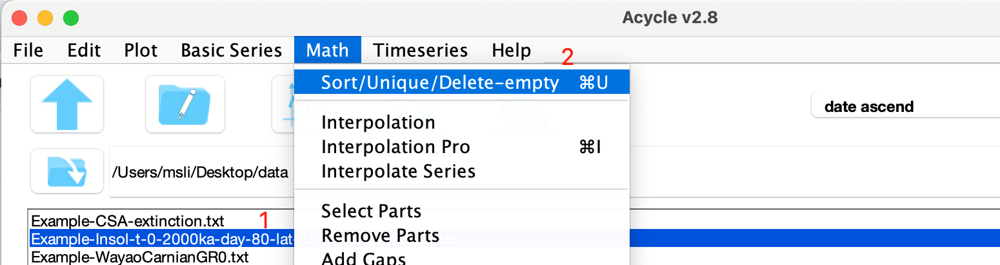 Acycle v2.8
File Edit Plot Basic Series Math Timeseries Help
2
Sort/Unique/Delete-empty ⌘U
date ascend
Interpolation
Interpolation Pro ⌘I
/Users/msli/Desktop/data
Interpolate Series
Select Parts
Example-CSA-extinction.txt 1
Remove Parts
Example-Insol-t-0-2000ka-day-80-lat-65
Example-WayaoCarnianGR0.txt
Add Gaps